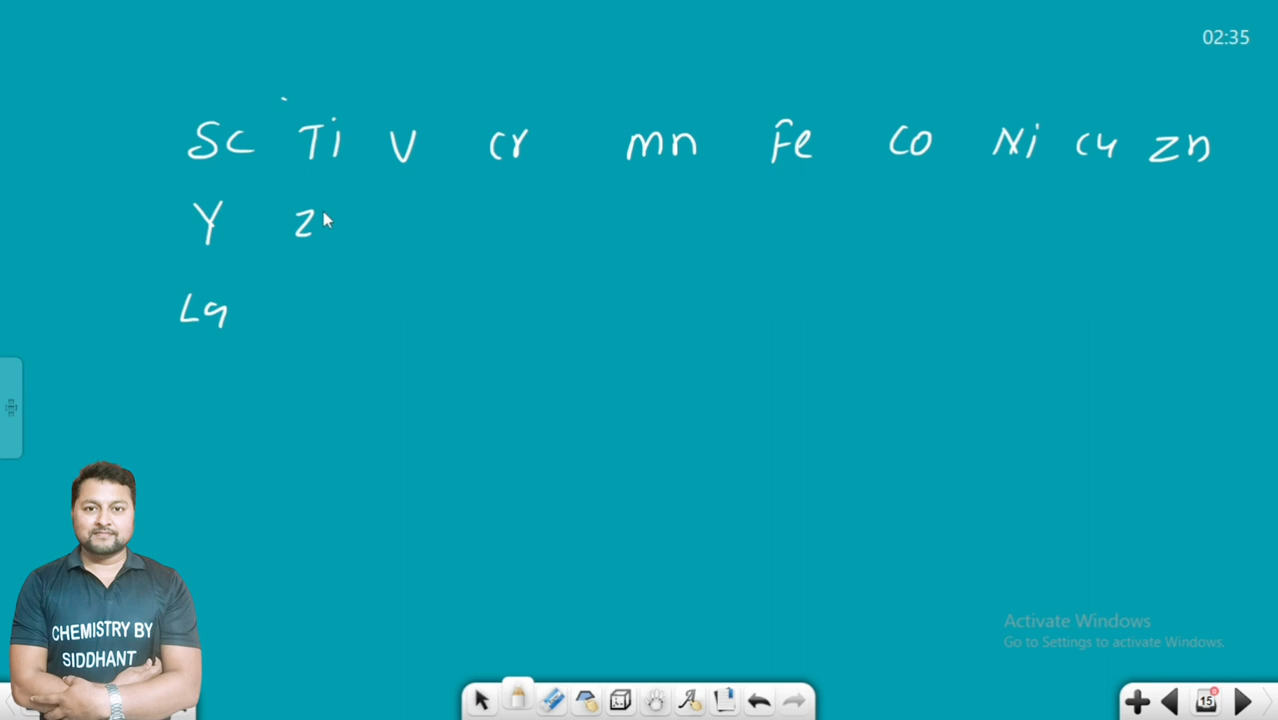 02:35
Sc Ti V Cr mn Fe Co Ni Cu Zn
Y Z
La
CHEMISTRY BY
SIDDHANT
Activate Windows
Go to Settings to activate Windows.
15